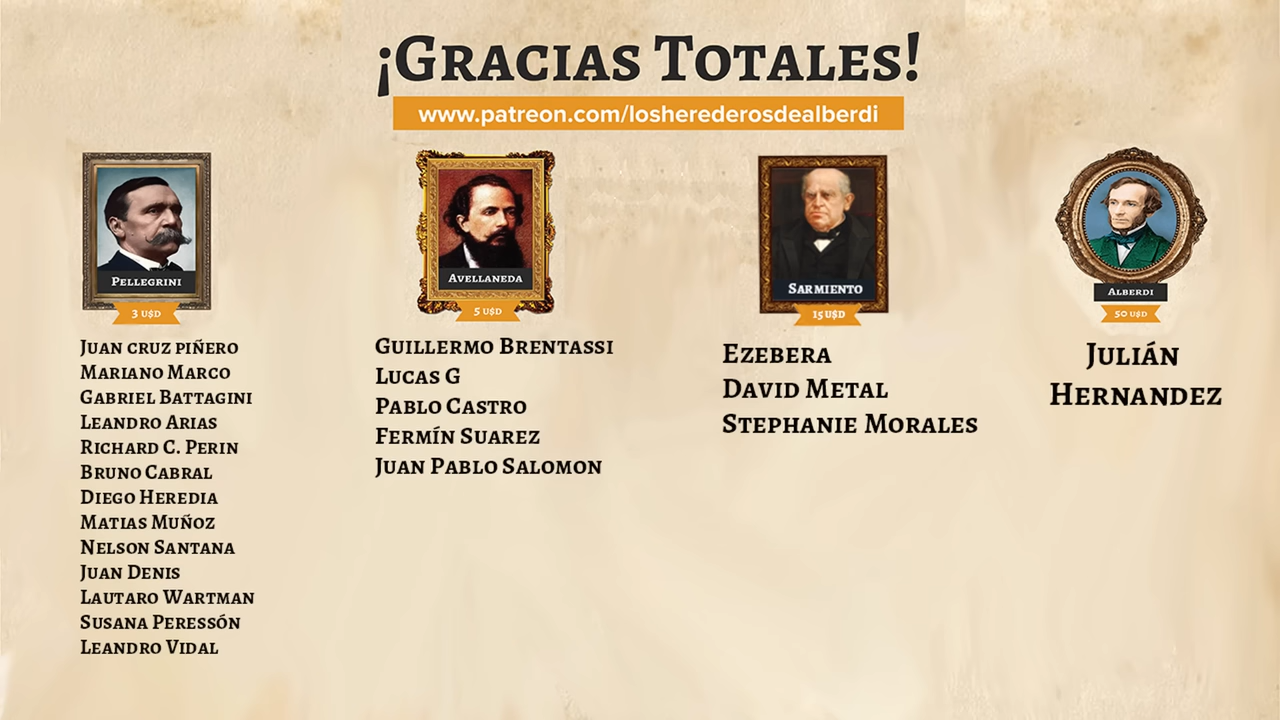 ¡Gracias Totales!
www.patreon.com/losherederosdealberdi
Pellegrini
3 U$D
Juan cruz piñero
Mariano Marco
Gabriel Battagini
Leandro Arias
Richard C. Perin
Bruno Cabral
Diego Heredia
Matias Muñoz
Nelson Santana
Juan Denis
Lautaro Wartman
Susana Peressón
Leandro Vidal
Avellaneda
5 U$D
Guillermo Brentassi
Lucas G
Pablo Castro
Fermín Suarez
Juan Pablo Salomon
Sarmiento
15 U$D
Ezebera
David Metal
Stephanie Morales
Alberdi
50 U$D
Julián
Hernandez